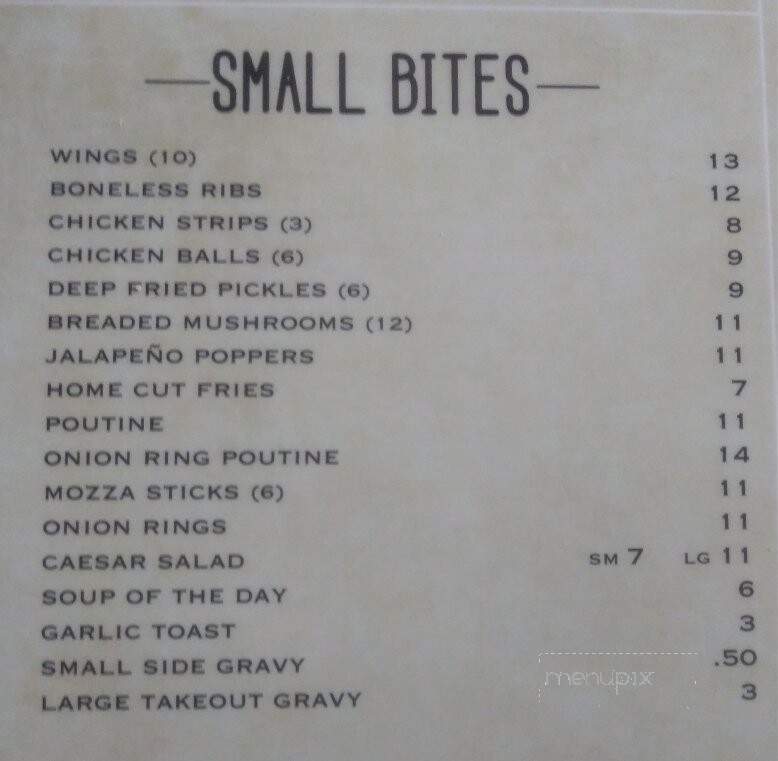 SMALL BITES
WINGS (10) 13
BONELESS RIBS 12
CHICKEN STRIPS (3) 8
CHICKEN BALLS (6) 9
DEEP FRIED PICKLES (6) 9
BREADED MUSHROOMS (12) 11
JALAPEÑO POPPERS 11
HOME CUT FRIES 7
POUTINE 11
ONION RING POUTINE 14
MOZZA STICKS (6) 11
ONION RINGS 11
CAESAR SALAD SM 7 LG 11
SOUP OF THE DAY 6
GARLIC TOAST 3
SMALL SIDE GRAVY .50
menupix
LARGE TAKEOUT GRAVY 3